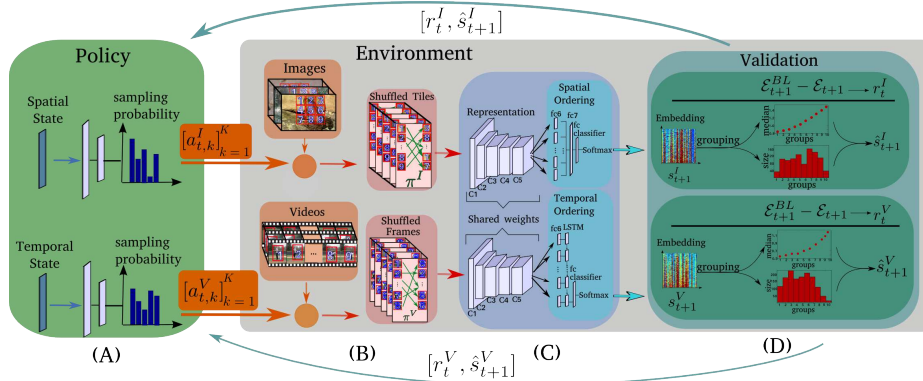 [r_t^I, ŝ_{t+1}^I]
Policy
Environment
Validation
Spatial
State
sampling
probability
[a_{t,k}^I]_{k=1}^K
Images
Shuffled Tiles
π^I
Representation
C1
C2
C3
C4
C5
Spatial
Ordering
fc6
fc7
fc
classifier
Softmax
ℰ_{t+1}^{BL} − ℰ_{t+1} → r_t^I
Embedding
grouping
s_{t+1}^I
median
groups
size
groups
ŝ_{t+1}^I
Shared weights
Temporal
State
sampling
probability
[a_{t,k}^V]_{k=1}^K
Videos
...
Shuffled
Frames
π^V
C1
C2
C3
C4
C5
Temporal
Ordering
fc6
LSTM
fc
classifier
Softmax
ℰ_{t+1}^{BL} − ℰ_{t+1} → r_t^V
Embedding
grouping
s_{t+1}^V
median
groups
size
groups
ŝ_{t+1}^V
(A)
(B)
(C)
(D)
[r_t^V, ŝ_{t+1}^V]